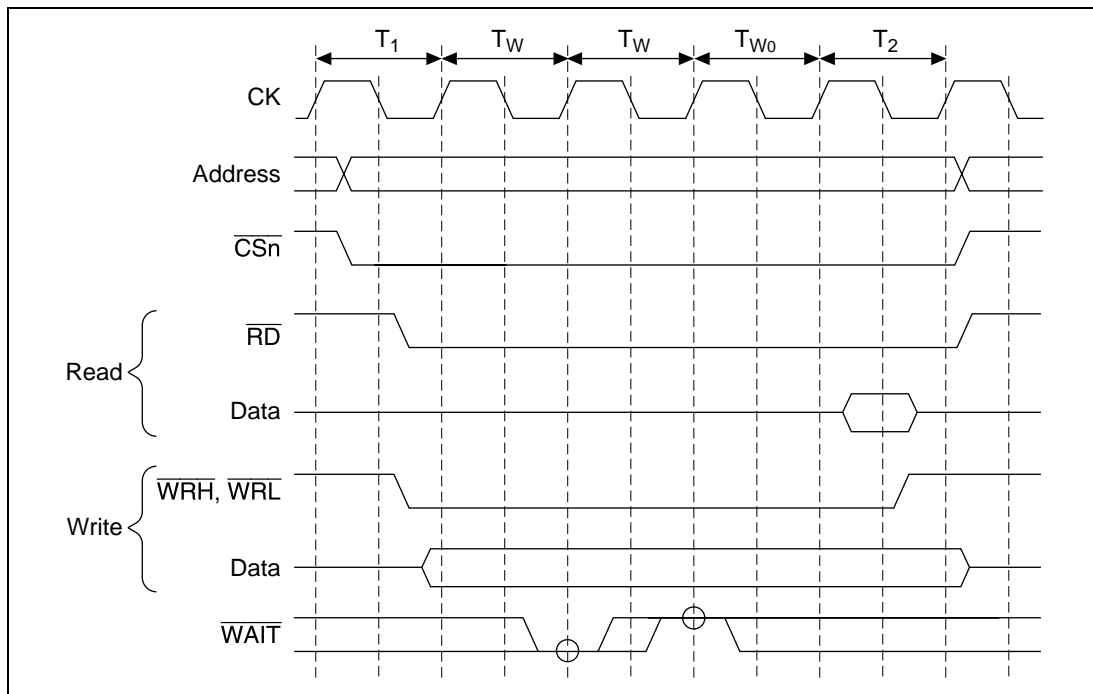 T1 TW TW TW0 T2
CK
Address
CSn
RD
Read
Data
WRH, WRL
Write
Data
WAIT